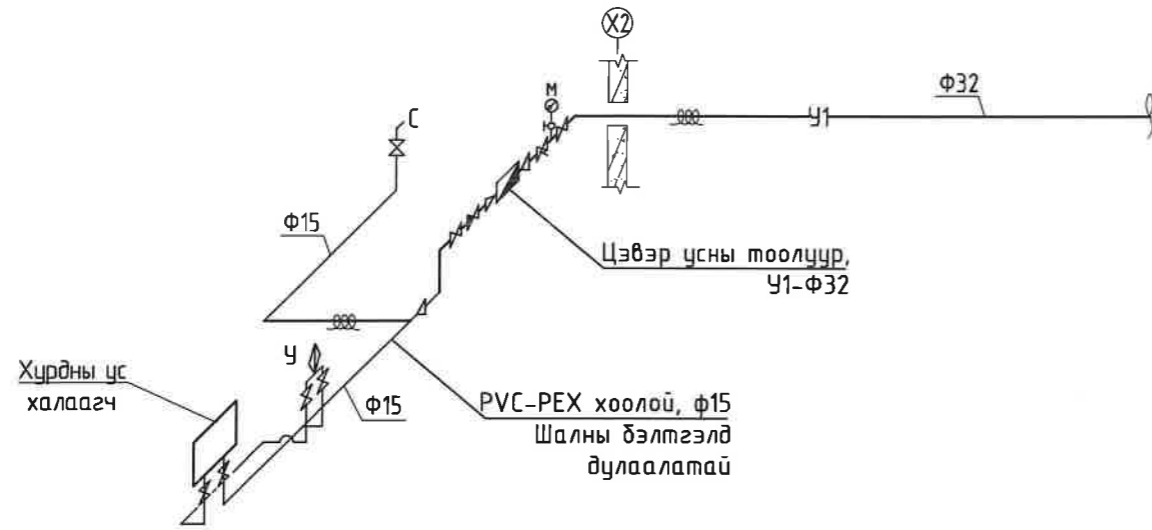 X2
M
Ф32
У1
С
Ф15
Цэвэр усны тоолуур,
У1-Ф32
У
Хурдны ус
халаагч
Ф15
PVC-PEX хоолой, ф15
Шалны бэлтгэлд
дулаалатай